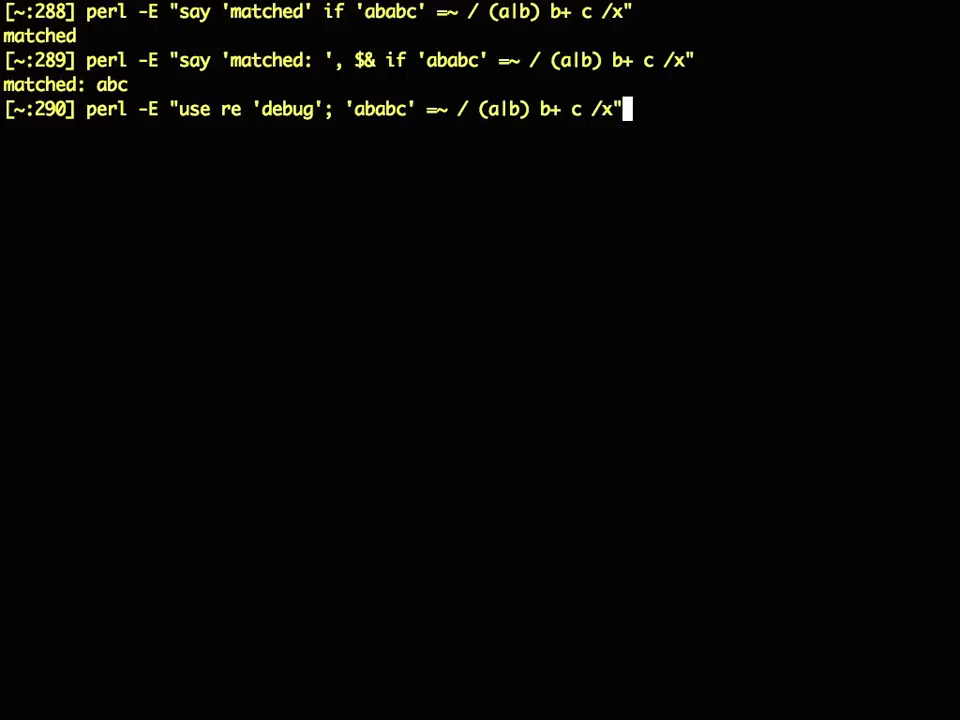 [~:288] perl -E "say 'matched' if 'ababc' =~ / (a|b) b+ c /x"
matched
[~:289] perl -E "say 'matched: ', $& if 'ababc' =~ / (a|b) b+ c /x"
matched: abc
[~:290] perl -E "use re 'debug'; 'ababc' =~ / (a|b) b+ c /x"